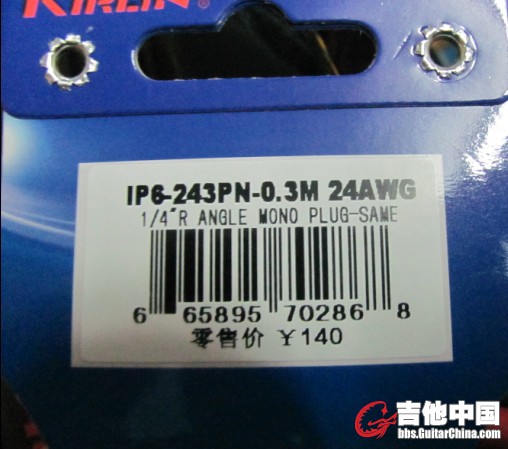 KIRLIN®
IP6-243PN-0.3M 24AWG
1/4"R ANGLE MONO PLUG-SAME
6 65895 70286 8
零售价 ¥140
吉他中国
bbs.GuitarChina.com